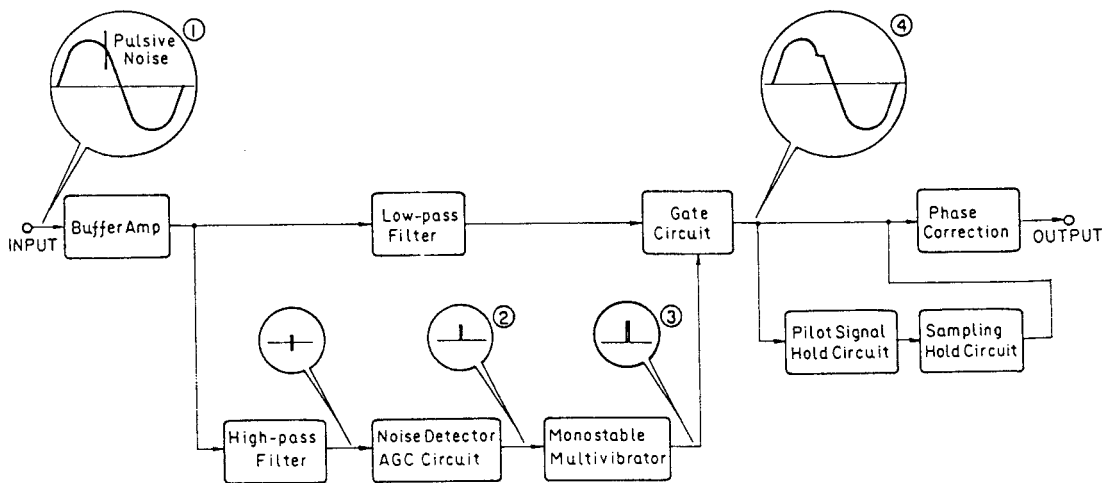 ①
Pulsive
Noise
④
INPUT
Buffer Amp
Low-pass
Filter
Gate
Circuit
Phase
Correction
OUTPUT
②
③
Pilot Signal
Hold Circuit
Sampling
Hold Circuit
High-pass
Filter
Noise Detector
AGC Circuit
Monostable
Multivibrator